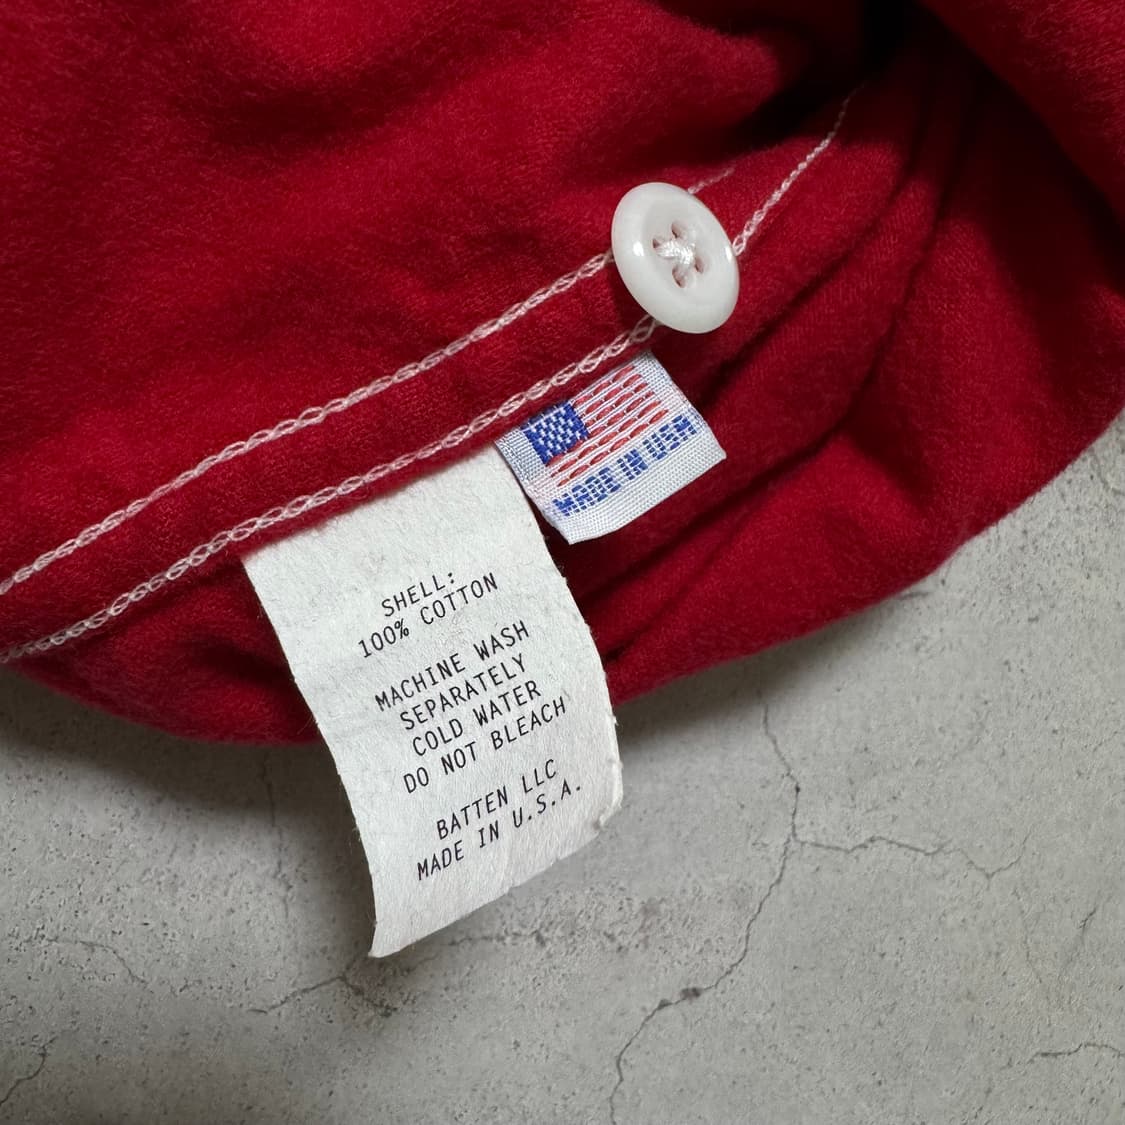 MADE IN USA
SHELL:
100% COTTON
MACHINE WASH
SEPARATELY
COLD WATER
DO NOT BLEACH
BATTEN LLC
MADE IN U.S.A.